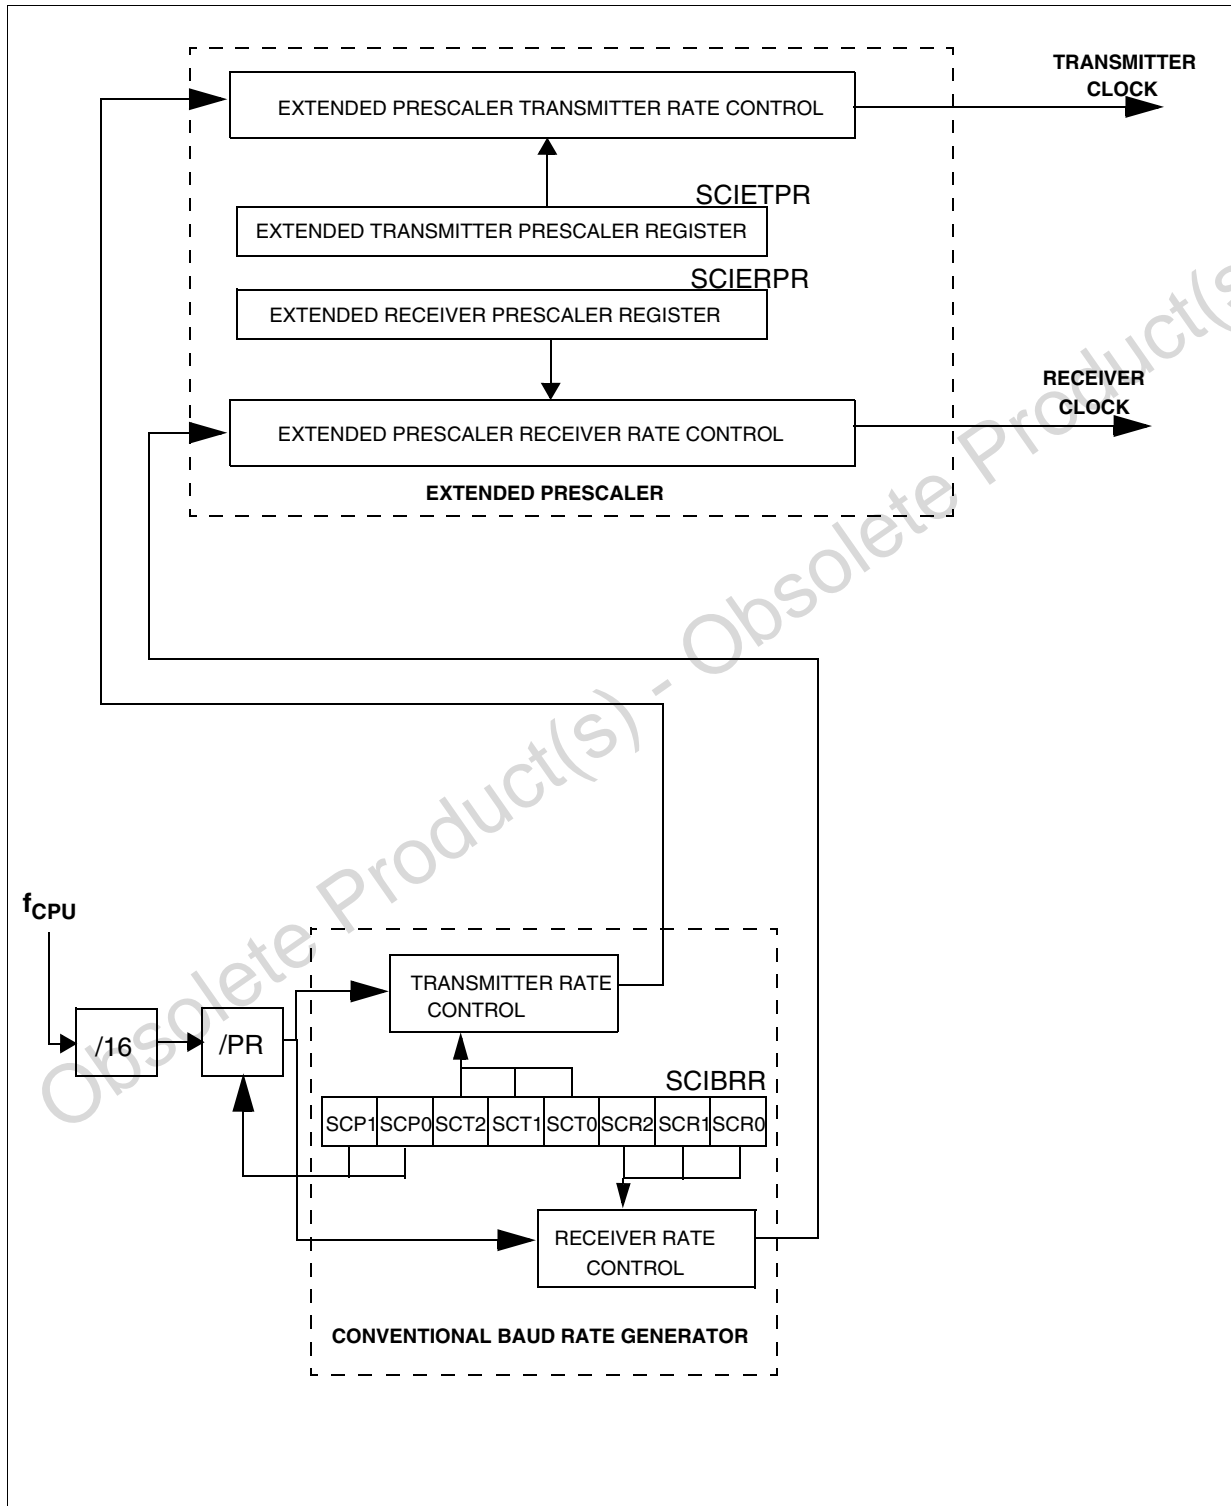 TRANSMITTER
CLOCK
EXTENDED PRESCALER TRANSMITTER RATE CONTROL
SCIETPR
EXTENDED TRANSMITTER PRESCALER REGISTER
SCIERPR
EXTENDED RECEIVER PRESCALER REGISTER
RECEIVER
CLOCK
EXTENDED PRESCALER RECEIVER RATE CONTROL
EXTENDED PRESCALER
fCPU
TRANSMITTER RATE
CONTROL
/16
/PR
SCIBRR
SCP1 SCP0 SCT2 SCT1 SCT0 SCR2 SCR1 SCR0
RECEIVER RATE
CONTROL
CONVENTIONAL BAUD RATE GENERATOR
Obsolete Product(s) - Obsolete Product(s